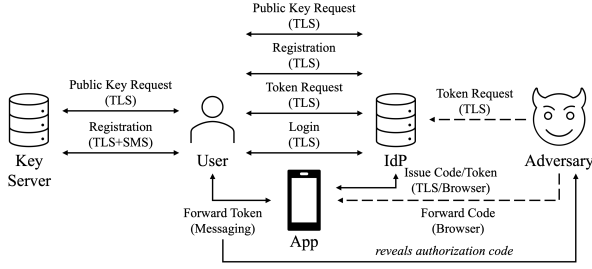 Public Key Request
(TLS)
Registration
(TLS)
Public Key Request
(TLS)
Token Request
(TLS)
Token Request
(TLS)
Registration
(TLS+SMS)
Login
(TLS)
Key
Server
User
IdP
Adversary
Issue Code/Token
(TLS/Browser)
Forward Token
(Messaging)
Forward Code
(Browser)
App
reveals authorization code